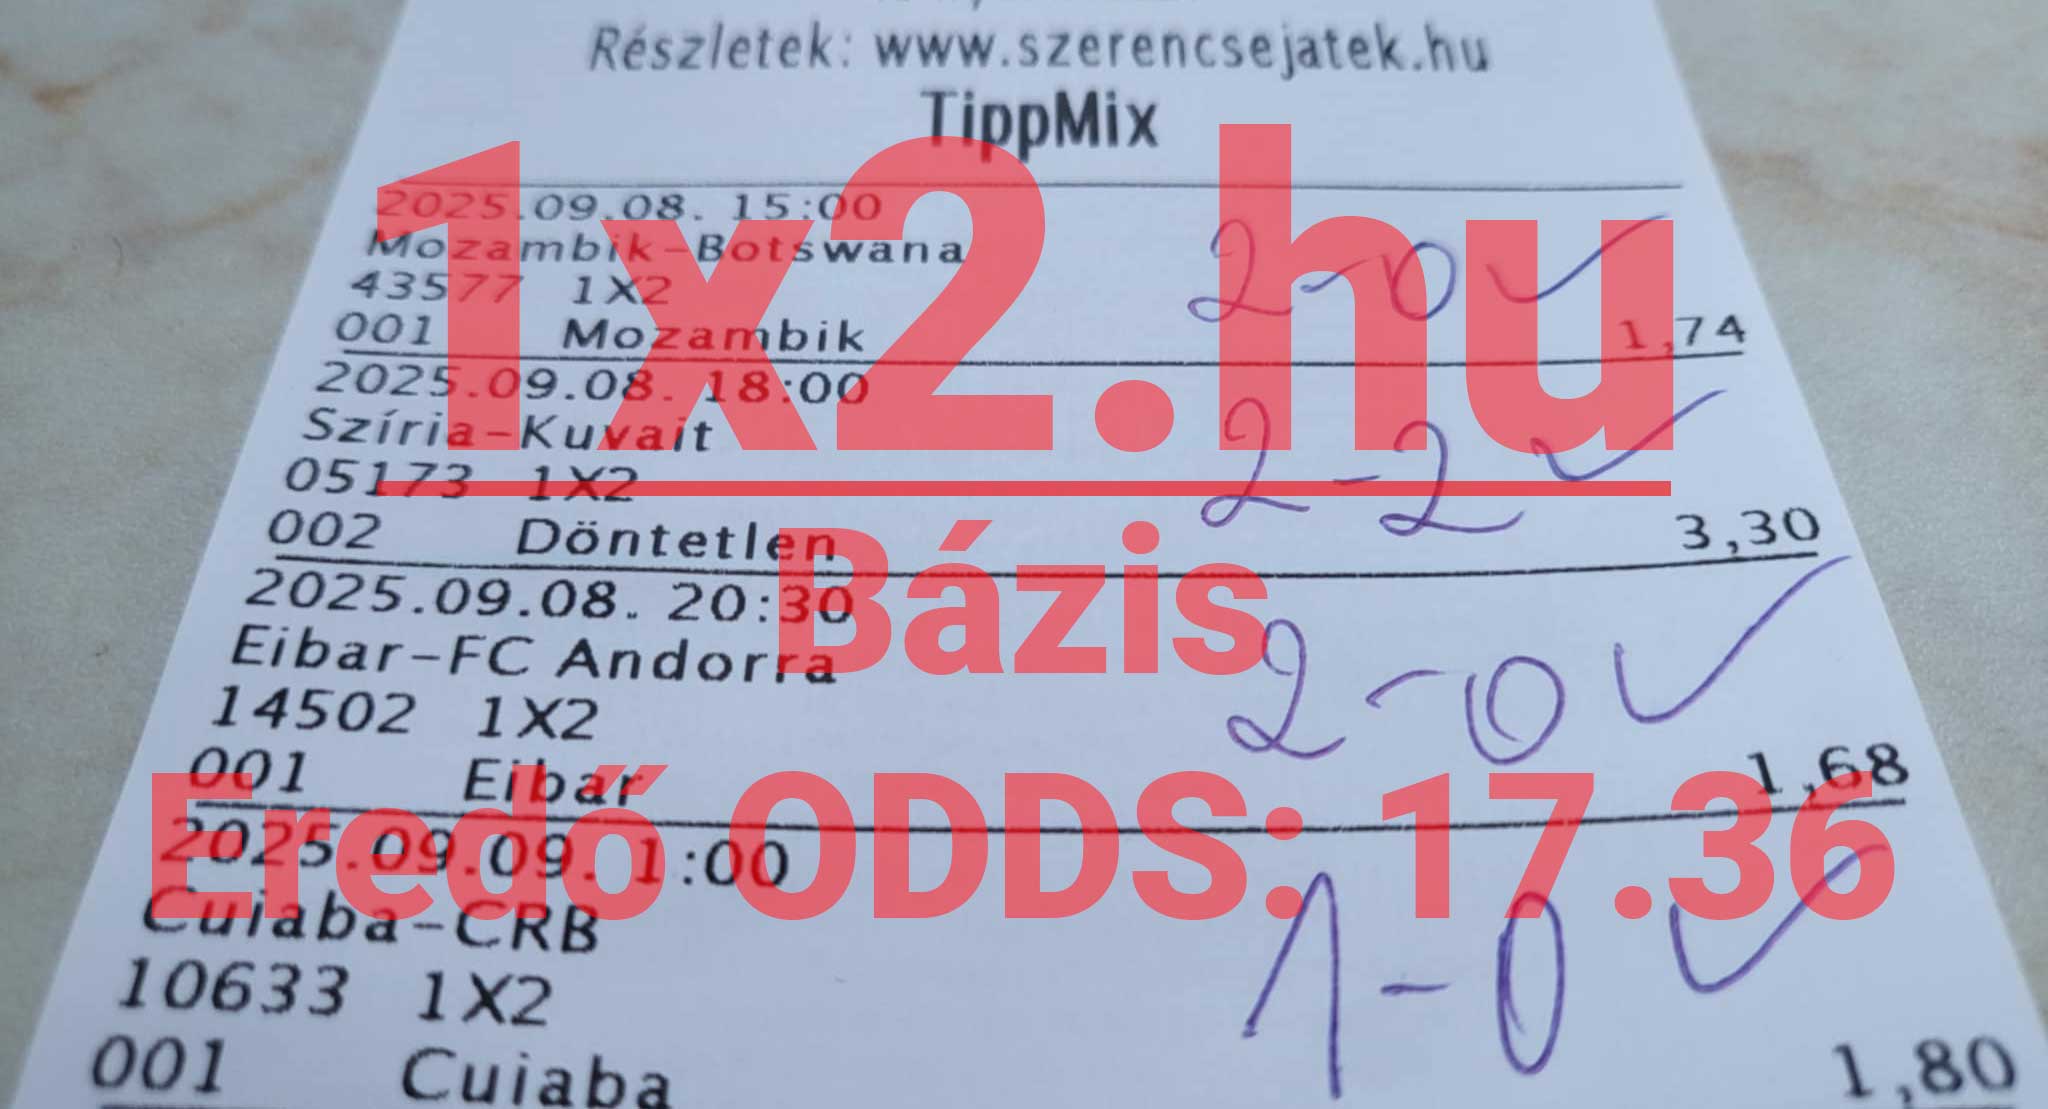 Részletek: www.szerencsejatek.hu
TippMix
2025.09.08. 15:00
Mozambik-Botswana
43577 1X2
001 Mozambik 1,74
2-0 ✓
2025.09.08. 18:00
Szíria-Kuvait
05173 1X2
002 Döntetlen 3,30
2-2 ✓
2025.09.08. 20:30
Eibar-FC Andorra
14502 1X2
001 Eibar 1,68
2-0 ✓
2025.09.09. 1:00
Cuiaba-CRB
10633 1X2
001 Cuiaba 1,80
1-0 ✓
1x2.hu
Bázis
Eredő ODDS: 17.36